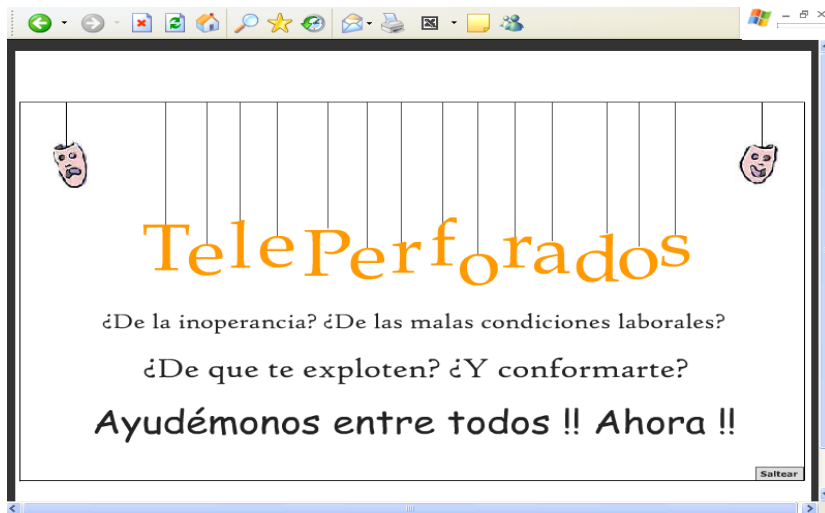 TelePerforados
¿De la inoperancia? ¿De las malas condiciones laborales?
¿De que te exploten? ¿Y conformarte?
Ayudémonos entre todos !! Ahora !!
Saltear